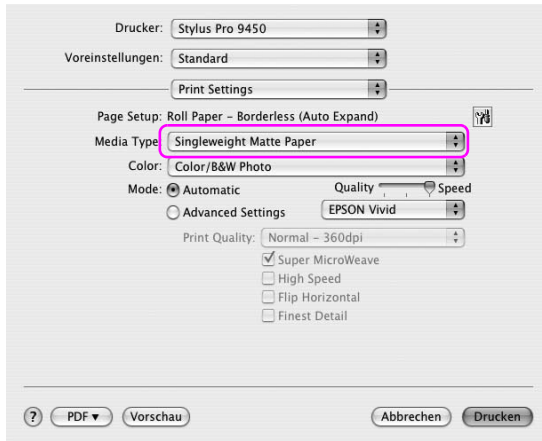 Drucker: Stylus Pro 9450
Voreinstellungen: Standard
Print Settings
Page Setup: Roll Paper – Borderless (Auto Expand)
Media Type Singleweight Matte Paper
Color: Color/B&W Photo
Mode: Automatic Quality Speed
Advanced Settings EPSON Vivid
Print Quality: Normal – 360dpi
Super MicroWeave
High Speed
Flip Horizontal
Finest Detail
? PDF ▼ Vorschau Abbrechen Drucken